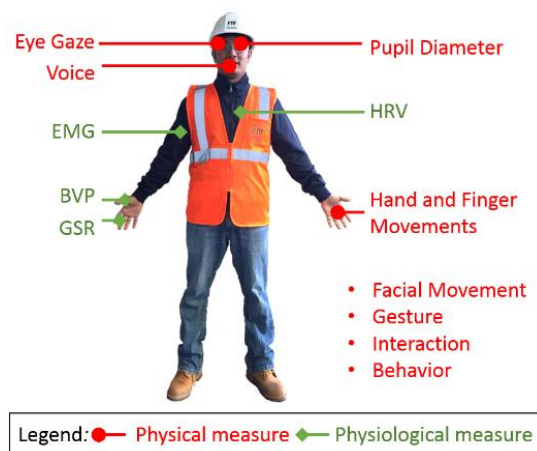 Eye Gaze
Pupil Diameter
Voice
HRV
EMG
BVP
GSR
Hand and Finger
Movements
• Facial Movement
• Gesture
• Interaction
• Behavior
Legend: Physical measure Physiological measure